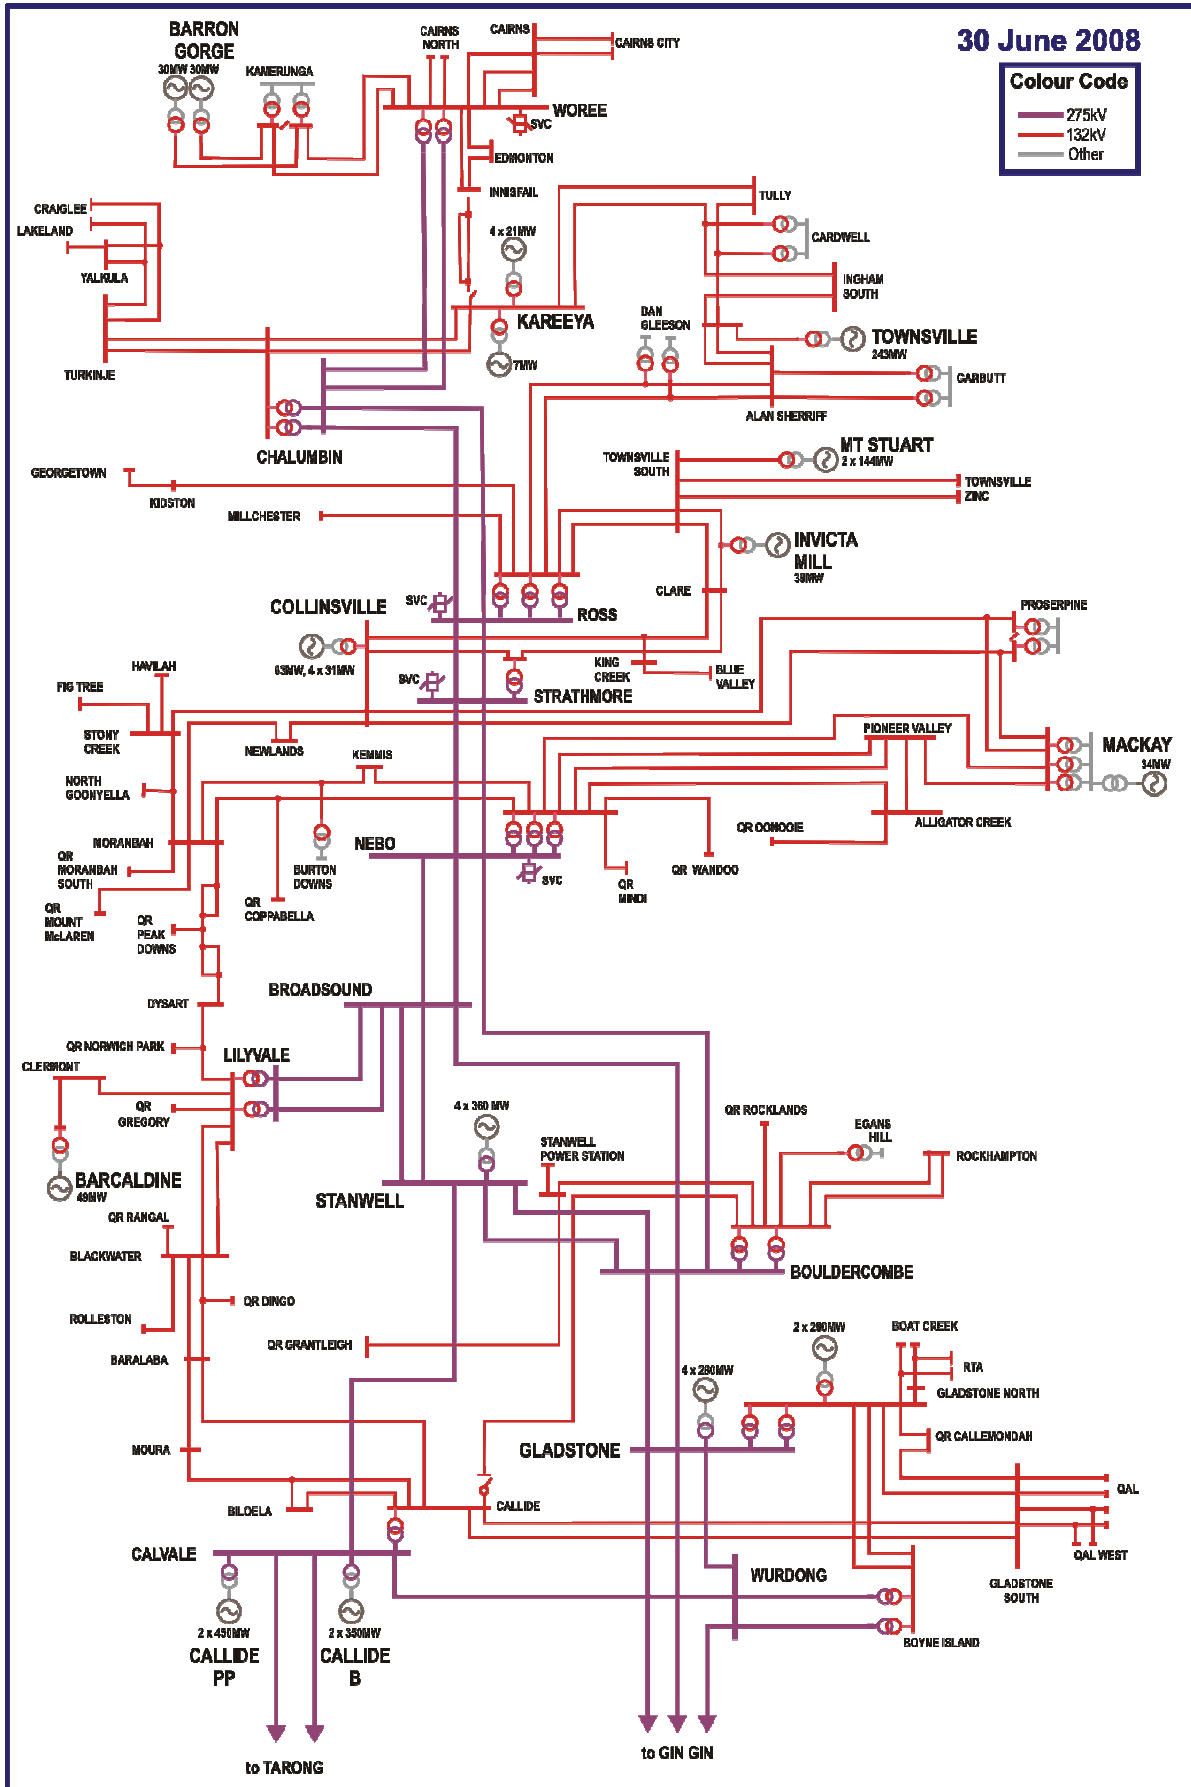 30 June 2008
Colour Code
275kV
132kV
Other
BARRON
GORGE
30MW 30MW
KAMERUNGA
CAIRNS
NORTH
CAIRNS
CAIRNS CITY
WOREE
SVC
EDMONTON
INNISFAIL
CRAIGLEE
LAKELAND
YALKULA
TURKINJE
4 x 21MW
KAREEYA
7MW
TULLY
CARDWELL
INGHAM
SOUTH
DAN
GLEESON
TOWNSVILLE
243MW
GARBUTT
ALAN SHERRIFF
CHALUMBIN
GEORGETOWN
KIDSTON
MILLCHESTER
TOWNSVILLE
SOUTH
MT STUART
2 x 144MW
TOWNSVILLE
ZINC
INVICTA
MILL
39MW
CLARE
COLLINSVILLE
63MW, 4 x 31MW
SVC
ROSS
PROSERPINE
KING
CREEK
BLUE
VALLEY
SVC
STRATHMORE
HAVILAH
FIG TREE
STONY
CREEK
NEWLANDS
KEMMIS
PIONEER VALLEY
MACKAY
34MW
NORTH
GOONYELLA
MORANBAH
QR
MORANBAH
SOUTH
QR
MOUNT
McLAREN
QR
PEAK
DOWNS
QR
COPPABELLA
BURTON
DOWNS
NEBO
SVC
QR
MINDI
QR WANDOO
QR OONOOIE
ALLIGATOR CREEK
DYSART
BROADSOUND
QR NORWICH PARK
CLERMONT
LILYVALE
QR
GREGORY
BARCALDINE
49MW
4 x 360 MW
STANWELL
STANWELL
POWER STATION
QR ROCKLANDS
EGANS
HILL
ROCKHAMPTON
BOULDERCOMBE
QR RANGAL
BLACKWATER
QR DINGO
ROLLESTON
BARALABA
QR GRANTLEIGH
2 x 280MW
4 x 280MW
BOAT CREEK
RTA
GLADSTONE NORTH
GLADSTONE
QR CALLEMONDAH
MOURA
BILOELA
CALLIDE
QAL
QAL WEST
GLADSTONE
SOUTH
CALVALE
2 x 450MW
CALLIDE
PP
2 x 350MW
CALLIDE
B
WURDONG
BOYNE ISLAND
to TARONG
to GIN GIN